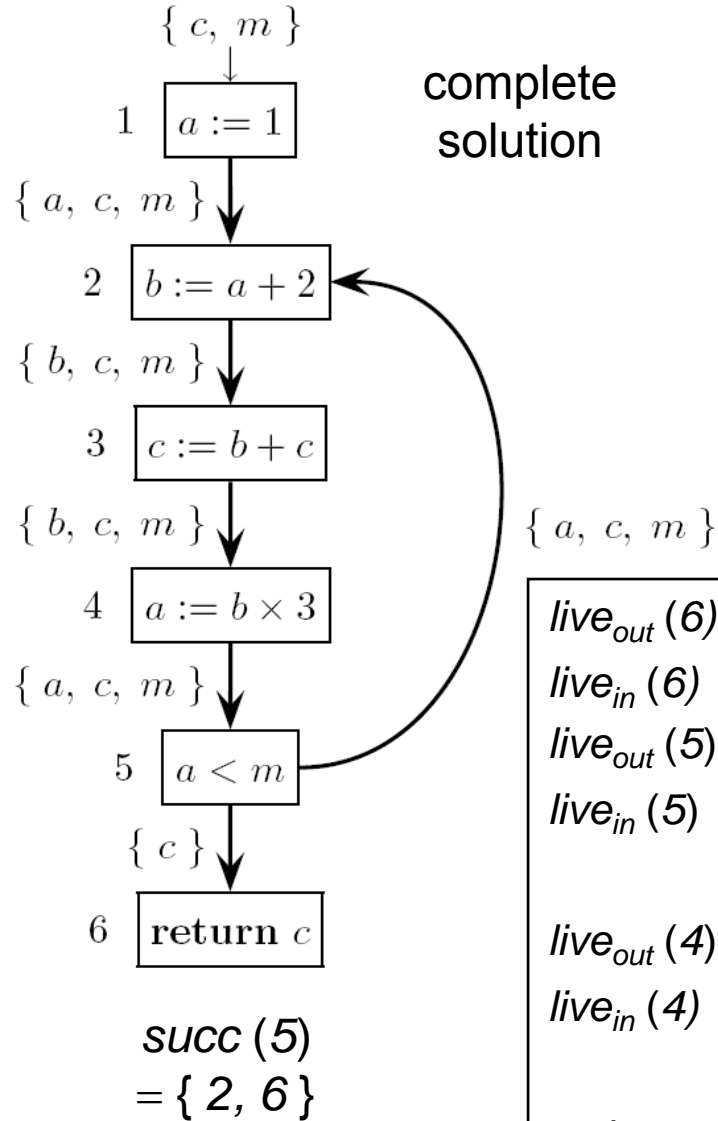 { c, m }
complete
solution
1 a := 1
{ a, c, m }
2 b := a + 2
{ b, c, m }
3 c := b + c
{ b, c, m }
{ a, c, m }
4 a := b × 3
{ a, c, m }
5 a < m
{ c }
6 return c
succ (5)
= { 2, 6 }
live_out (6)
live_in (6)
live_out (5)
live_in (5)
live_out (4)
live_in (4)